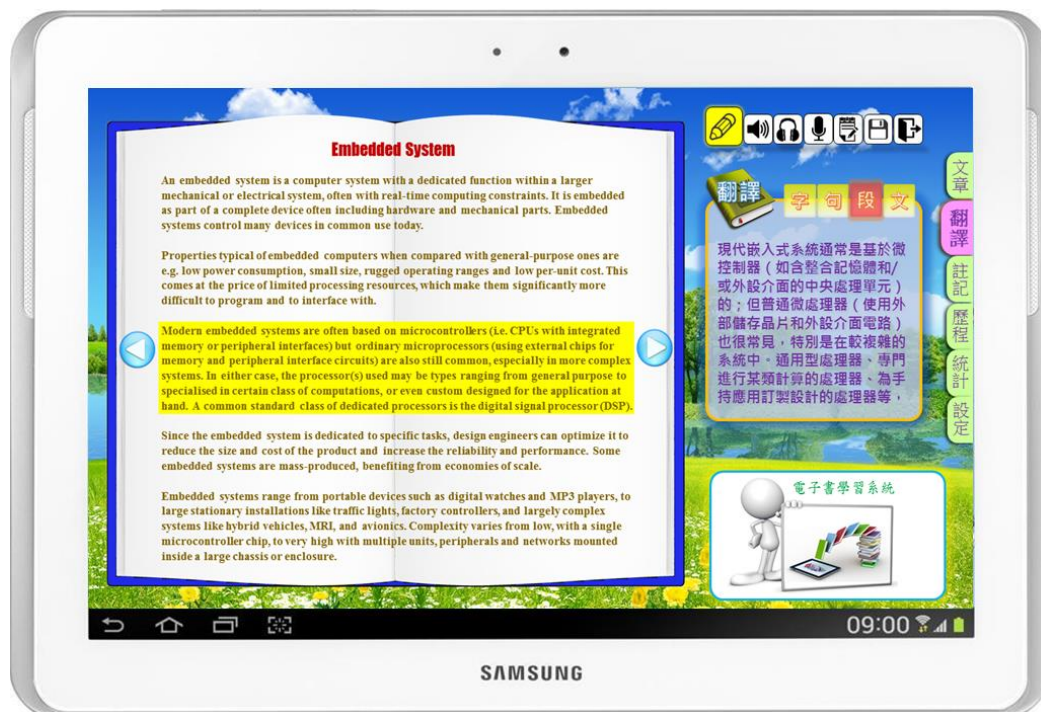 Embedded System
An embedded system is a computer system with a dedicated function within a larger
mechanical or electrical system, often with real-time computing constraints. It is embedded
as part of a complete device often including hardware and mechanical parts. Embedded
systems control many devices in common use today.
Properties typical of embedded computers when compared with general-purpose ones are
e.g. low power consumption, small size, rugged operating ranges and low per-unit cost. This
comes at the price of limited processing resources, which make them significantly more
difficult to program and to interface with.
Modern embedded systems are often based on microcontrollers (i.e. CPUs with integrated
memory or peripheral interfaces) but ordinary microprocessors (using external chips for
memory and peripheral interface circuits) are also still common, especially in more complex
systems. In either case, the processor(s) used may be types ranging from general purpose to
specialised in certain class of computations, or even custom designed for the application at
hand. A common standard class of dedicated processors is the digital signal processor (DSP).
Since the embedded system is dedicated to specific tasks, design engineers can optimize it to
reduce the size and cost of the product and increase the reliability and performance. Some
embedded systems are mass-produced, benefiting from economies of scale.
Embedded systems range from portable devices such as digital watches and MP3 players, to
large stationary installations like traffic lights, factory controllers, and largely complex
systems like hybrid vehicles, MRI, and avionics. Complexity varies from low, with a single
microcontroller chip, to very high with multiple units, peripherals and networks mounted
inside a large chassis or enclosure.
翻譯
字 句 段 文
現代嵌入式系統通常是基於微
控制器（如含整合記憶體和/
或外設介面的中央處理單元）
的；但普通微處理器（使用外
部儲存晶片和外設介面電路）
也很常見，特別是在較複雜的
系統中。通用型處理器、專門
進行某類計算的處理器、為手
持應用訂製設計的處理器等，
電子書學習系統
文章
翻譯
註記
歷程
統計
設定
09:00
SAMSUNG